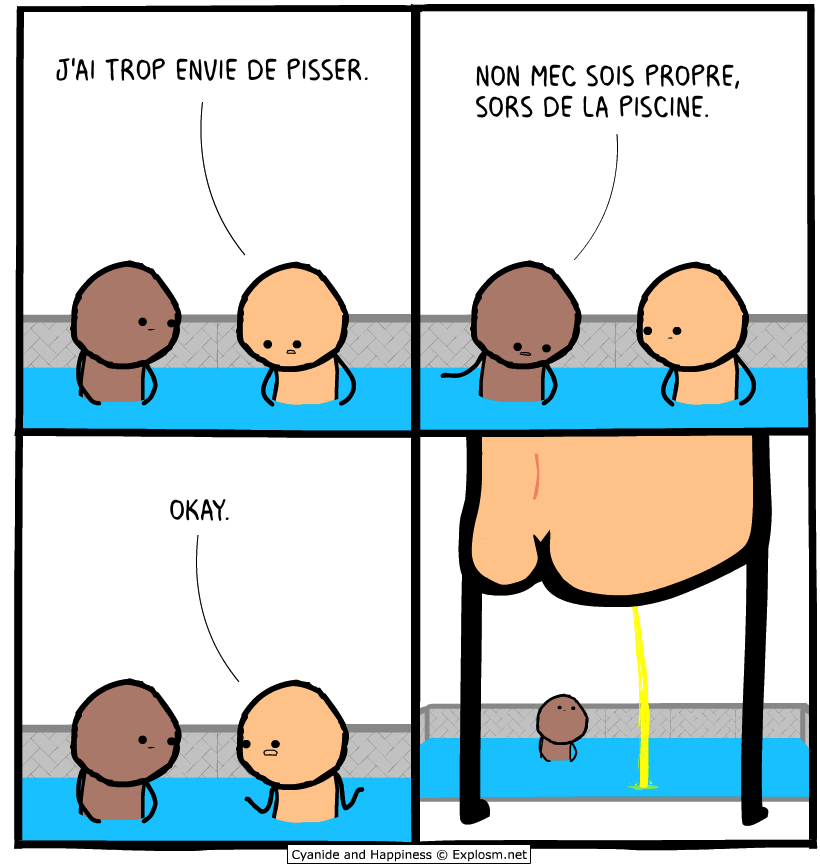 J'AI TROP ENVIE DE PISSER.
NON MEC SOIS PROPRE,
SORS DE LA PISCINE.
OKAY.
Cyanide and Happiness © Explosm.net